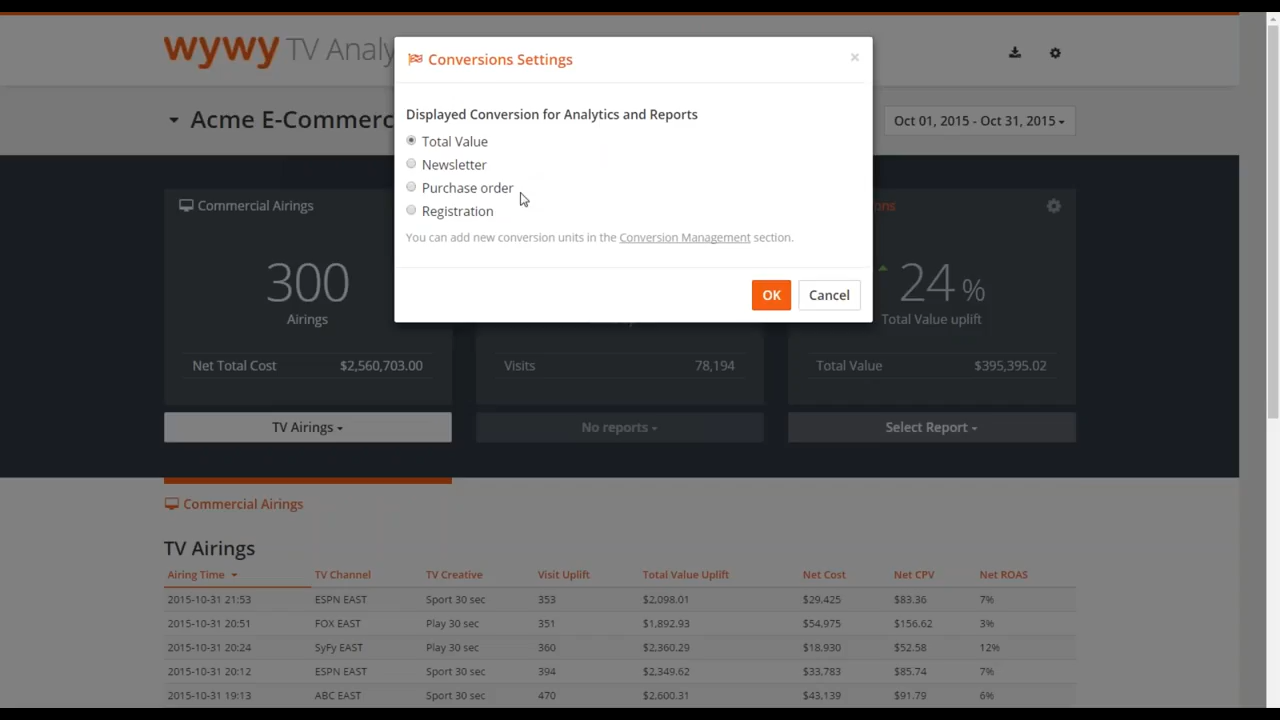 wywy TV Analy
Conversions Settings
×
Acme E-Commerc
Oct 01, 2015 - Oct 31, 2015
Displayed Conversion for Analytics and Reports
Total Value
Newsletter
Purchase order
Registration
You can add new conversion units in the Conversion Management section.
OK
Cancel
Commercial Airings
300
Airings
Net Total Cost $2,560,703.00
Visits 78,194
ons
24 %
Total Value uplift
Total Value $395,395.02
TV Airings
No reports
Select Report
Commercial Airings
TV Airings
Airing Time TV Channel TV Creative Visit Uplift Total Value Uplift Net Cost Net CPV Net ROAS
2015-10-31 21:53 ESPN EAST Sport 30 sec 353 $2,098.01 $29,425 $83.36 7%
2015-10-31 20:51 FOX EAST Play 30 sec 351 $1,892.93 $54,975 $156.62 3%
2015-10-31 20:24 SyFy EAST Play 30 sec 360 $2,360.29 $18,930 $52.58 12%
2015-10-31 20:12 ESPN EAST Sport 30 sec 394 $2,349.62 $33,783 $85.74 7%
2015-10-31 19:13 ABC EAST Sport 30 sec 470 $2,600.31 $43,139 $91.79 6%